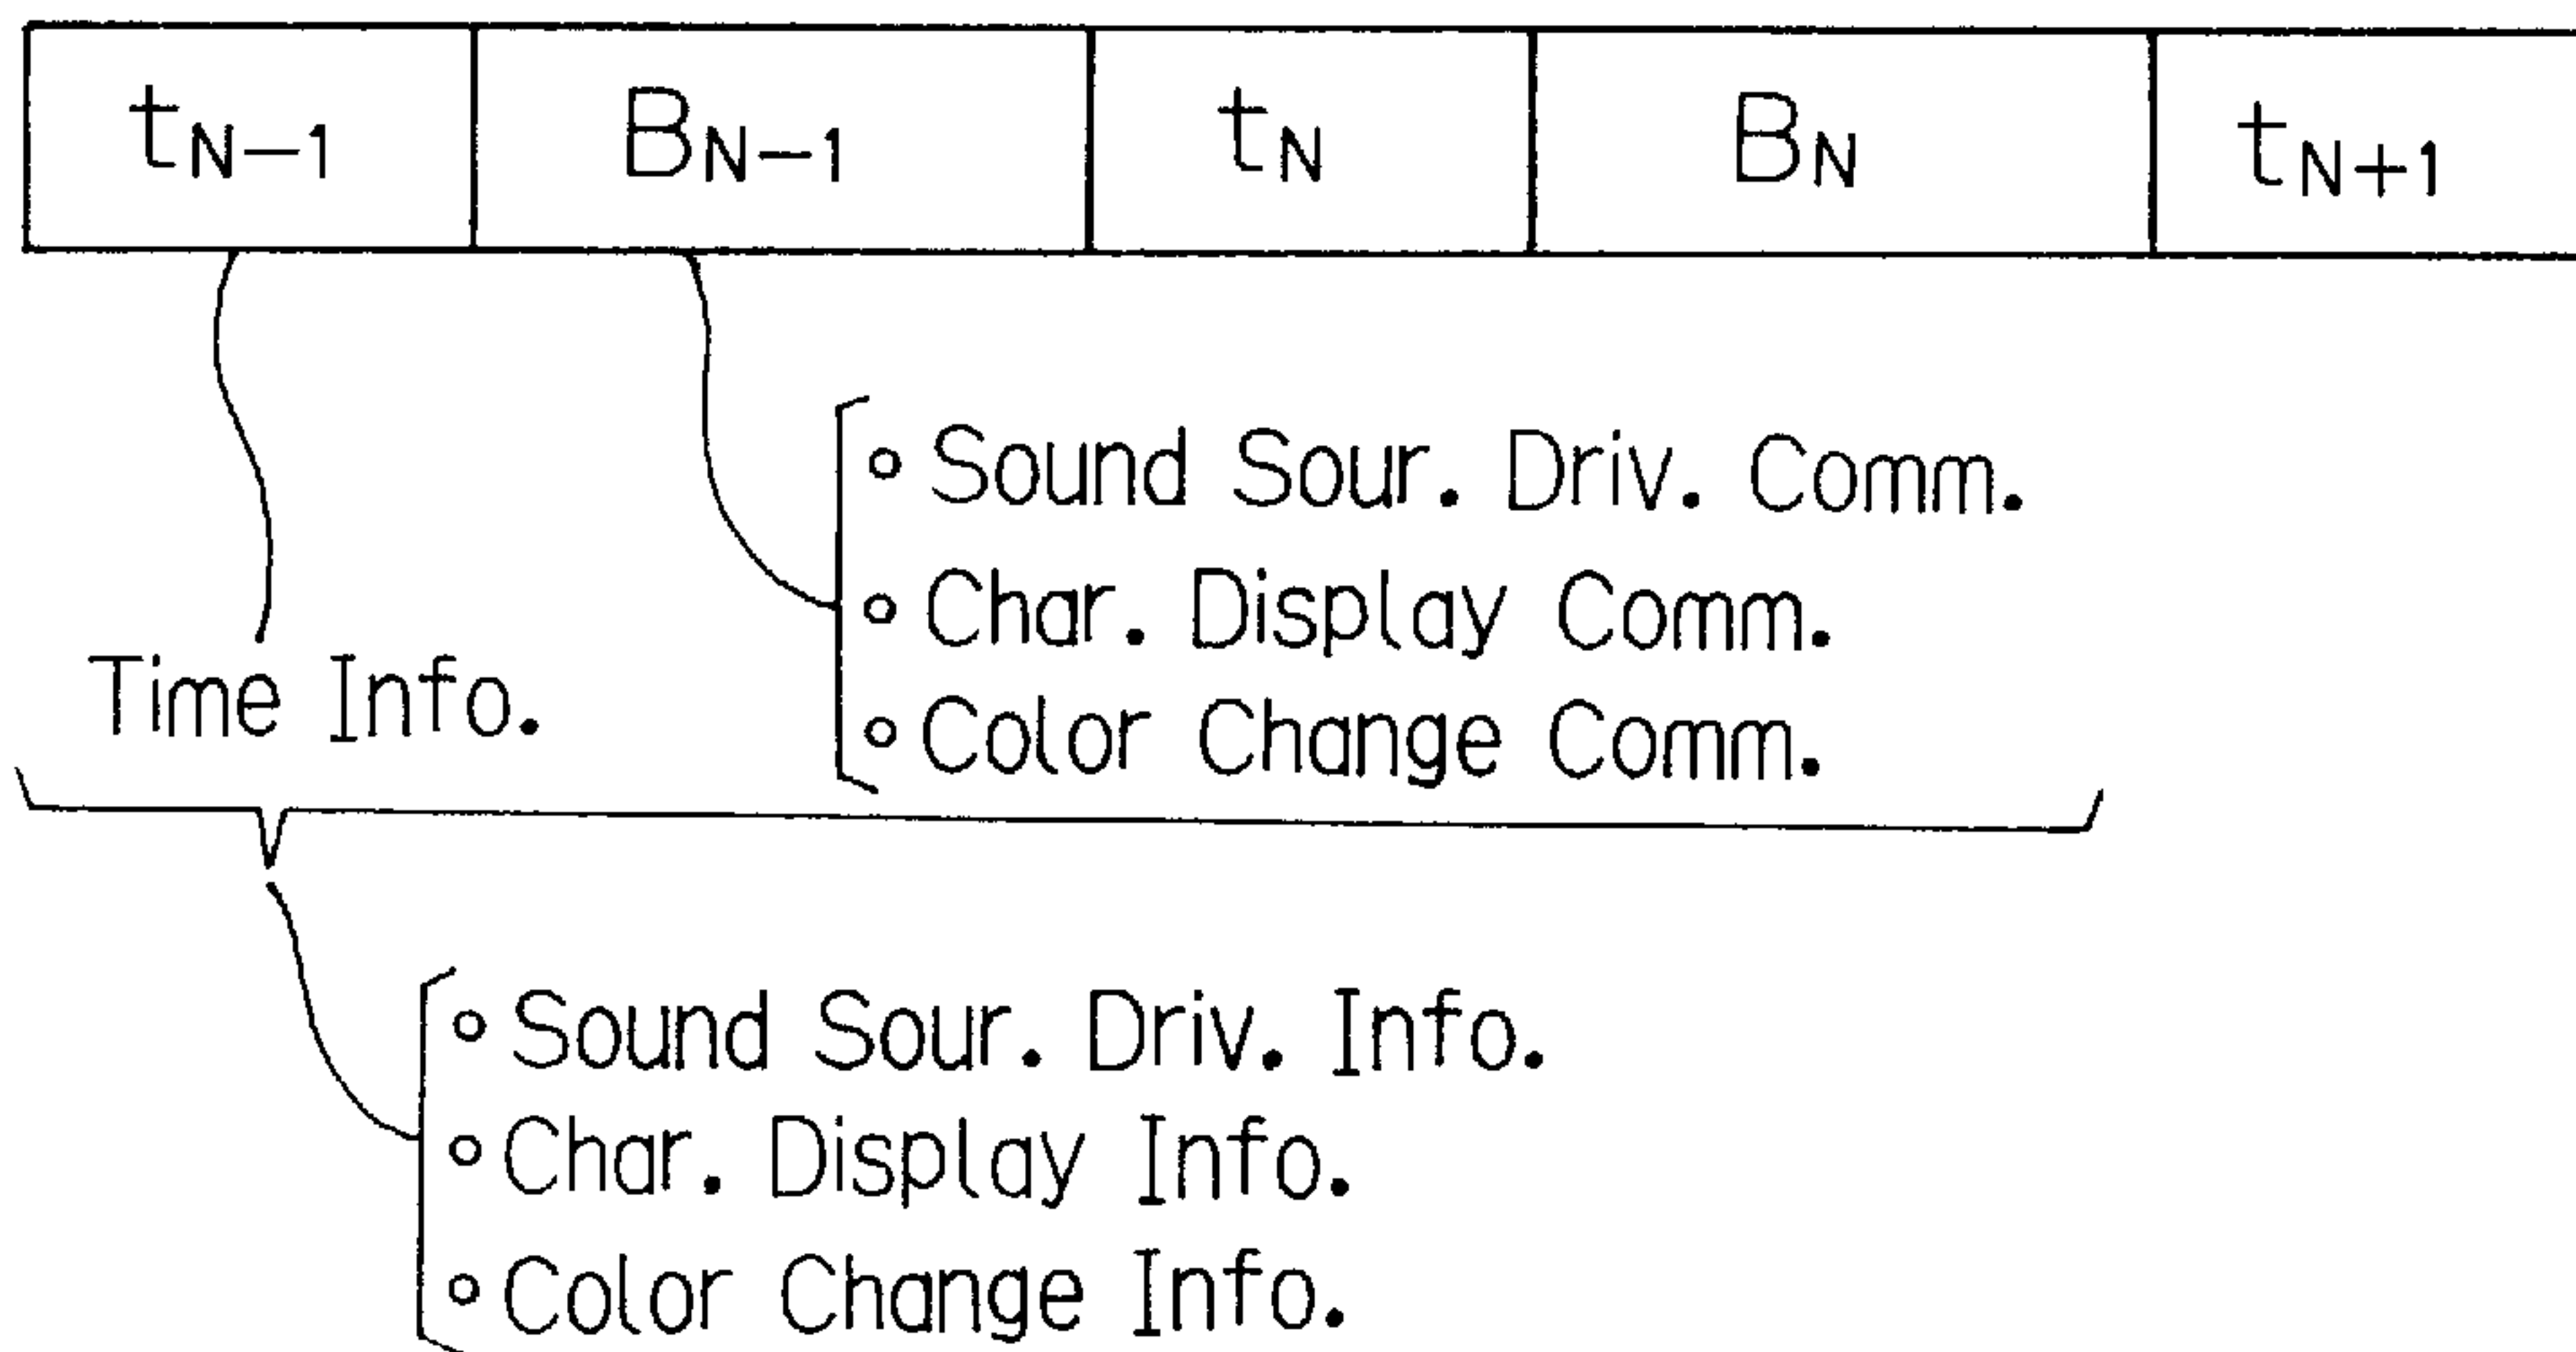 tN-1 BN-1 tN BN tN+1
◦ Sound Sour. Driv. Comm.
◦ Char. Display Comm.
◦ Color Change Comm.
Time Info.
◦ Sound Sour. Driv. Info.
◦ Char. Display Info.
◦ Color Change Info.